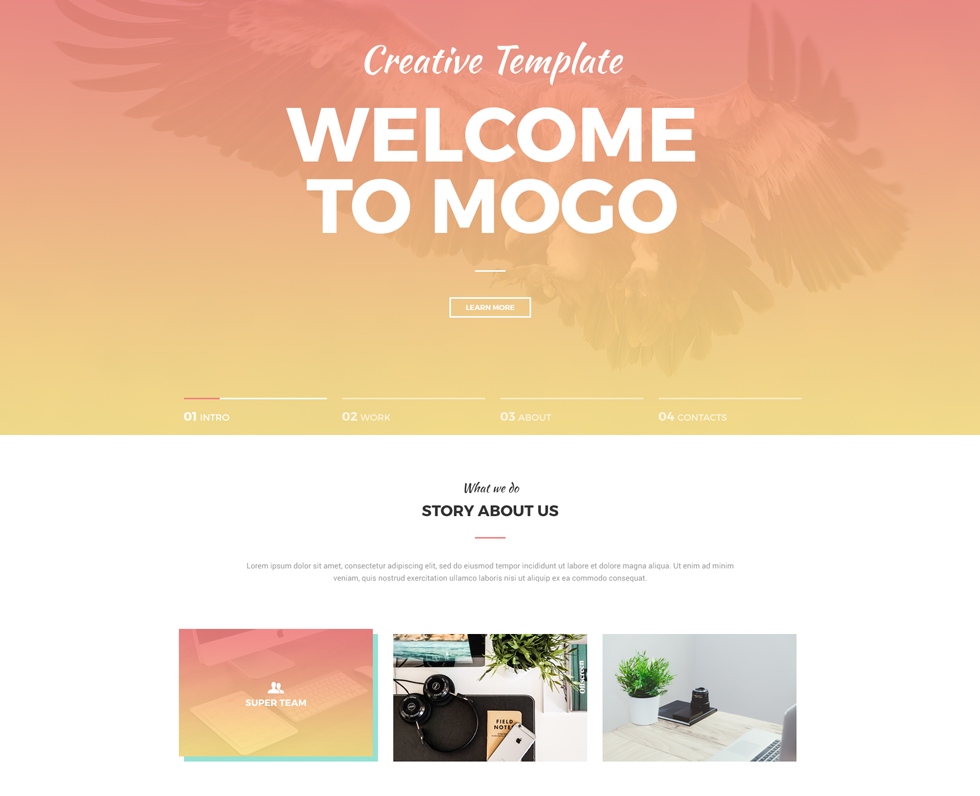 Creative Template
WELCOME
TO MOGO
LEARN MORE
01 INTRO
02 WORK
03 ABOUT
04 CONTACTS
What we do
STORY ABOUT US
Lorem ipsum dolor sit amet, consectetur adipiscing elit, sed do eiusmod tempor incididunt ut labore et dolore magna aliqua. Ut enim ad minim
veniam, quis nostrud exercitation ullamco laboris nisi ut aliquip ex ea commodo consequat.
SUPER TEAM
Offscreen
FIELD
NOTES
iPhone